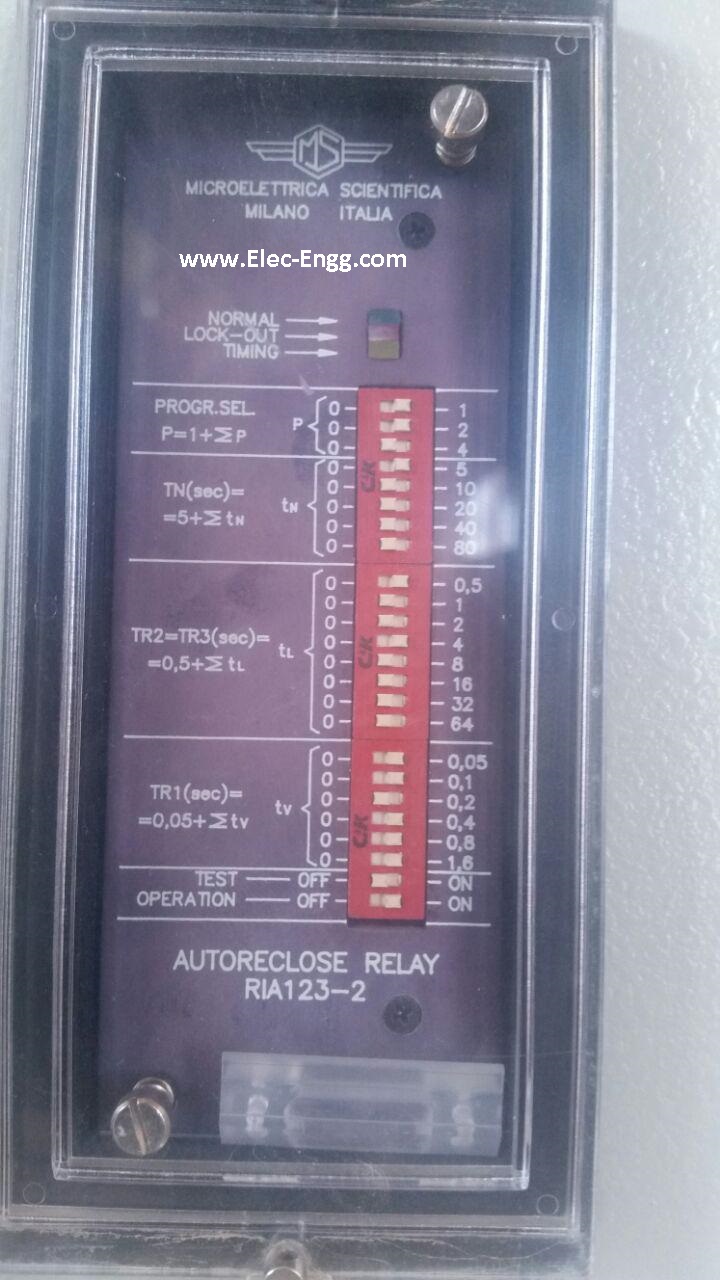 MS
MICROELETTRICA SCIENTIFICA
MILANO ITALIA
www.Elec-Engg.com
NORMAL
LOCK-OUT
TIMING
PROGR.SEL.
P=1+Σp
P
0 1
0 2
0 4
TN(sec)=
=5+ΣtN
tN
0 5
0 10
0 20
0 40
0 80
C&K
TR2=TR3(sec)=
=0,5+ΣtL
tL
0 0,5
0 1
0 2
0 4
0 8
0 16
0 32
0 64
C&K
TR1(sec)=
=0,05+Σtv
tv
0 0,05
0 0,1
0 0,2
0 0,4
0 0,8
0 1,6
C&K
TEST OFF ON
OPERATION OFF ON
AUTORECLOSE RELAY
RIA123-2